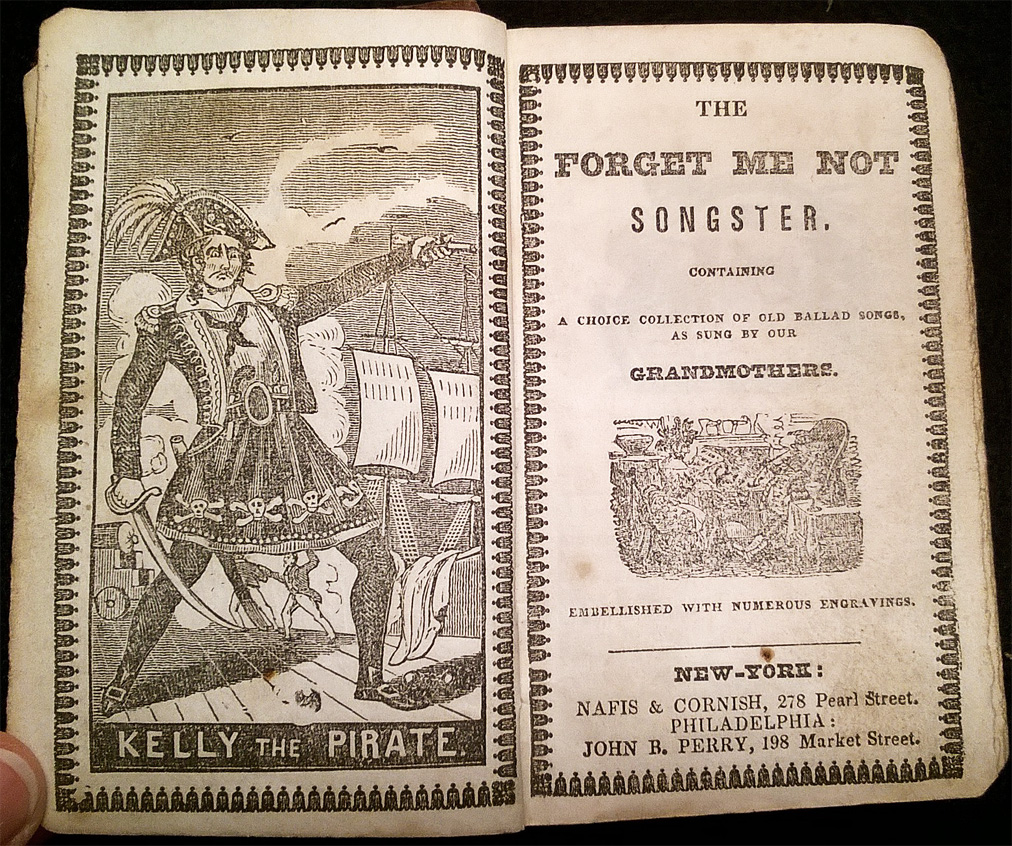 KELLY THE PIRATE.
THE
FORGET ME NOT
SONGSTER.
CONTAINING
A CHOICE COLLECTION OF OLD BALLAD SONGS,
AS SUNG BY OUR
GRANDMOTHERS.
EMBELLISHED WITH NUMEROUS ENGRAVINGS.
NEW-YORK:
NAFIS & CORNISH, 278 Pearl Street.
PHILADELPHIA:
JOHN B. PERRY, 198 Market Street.